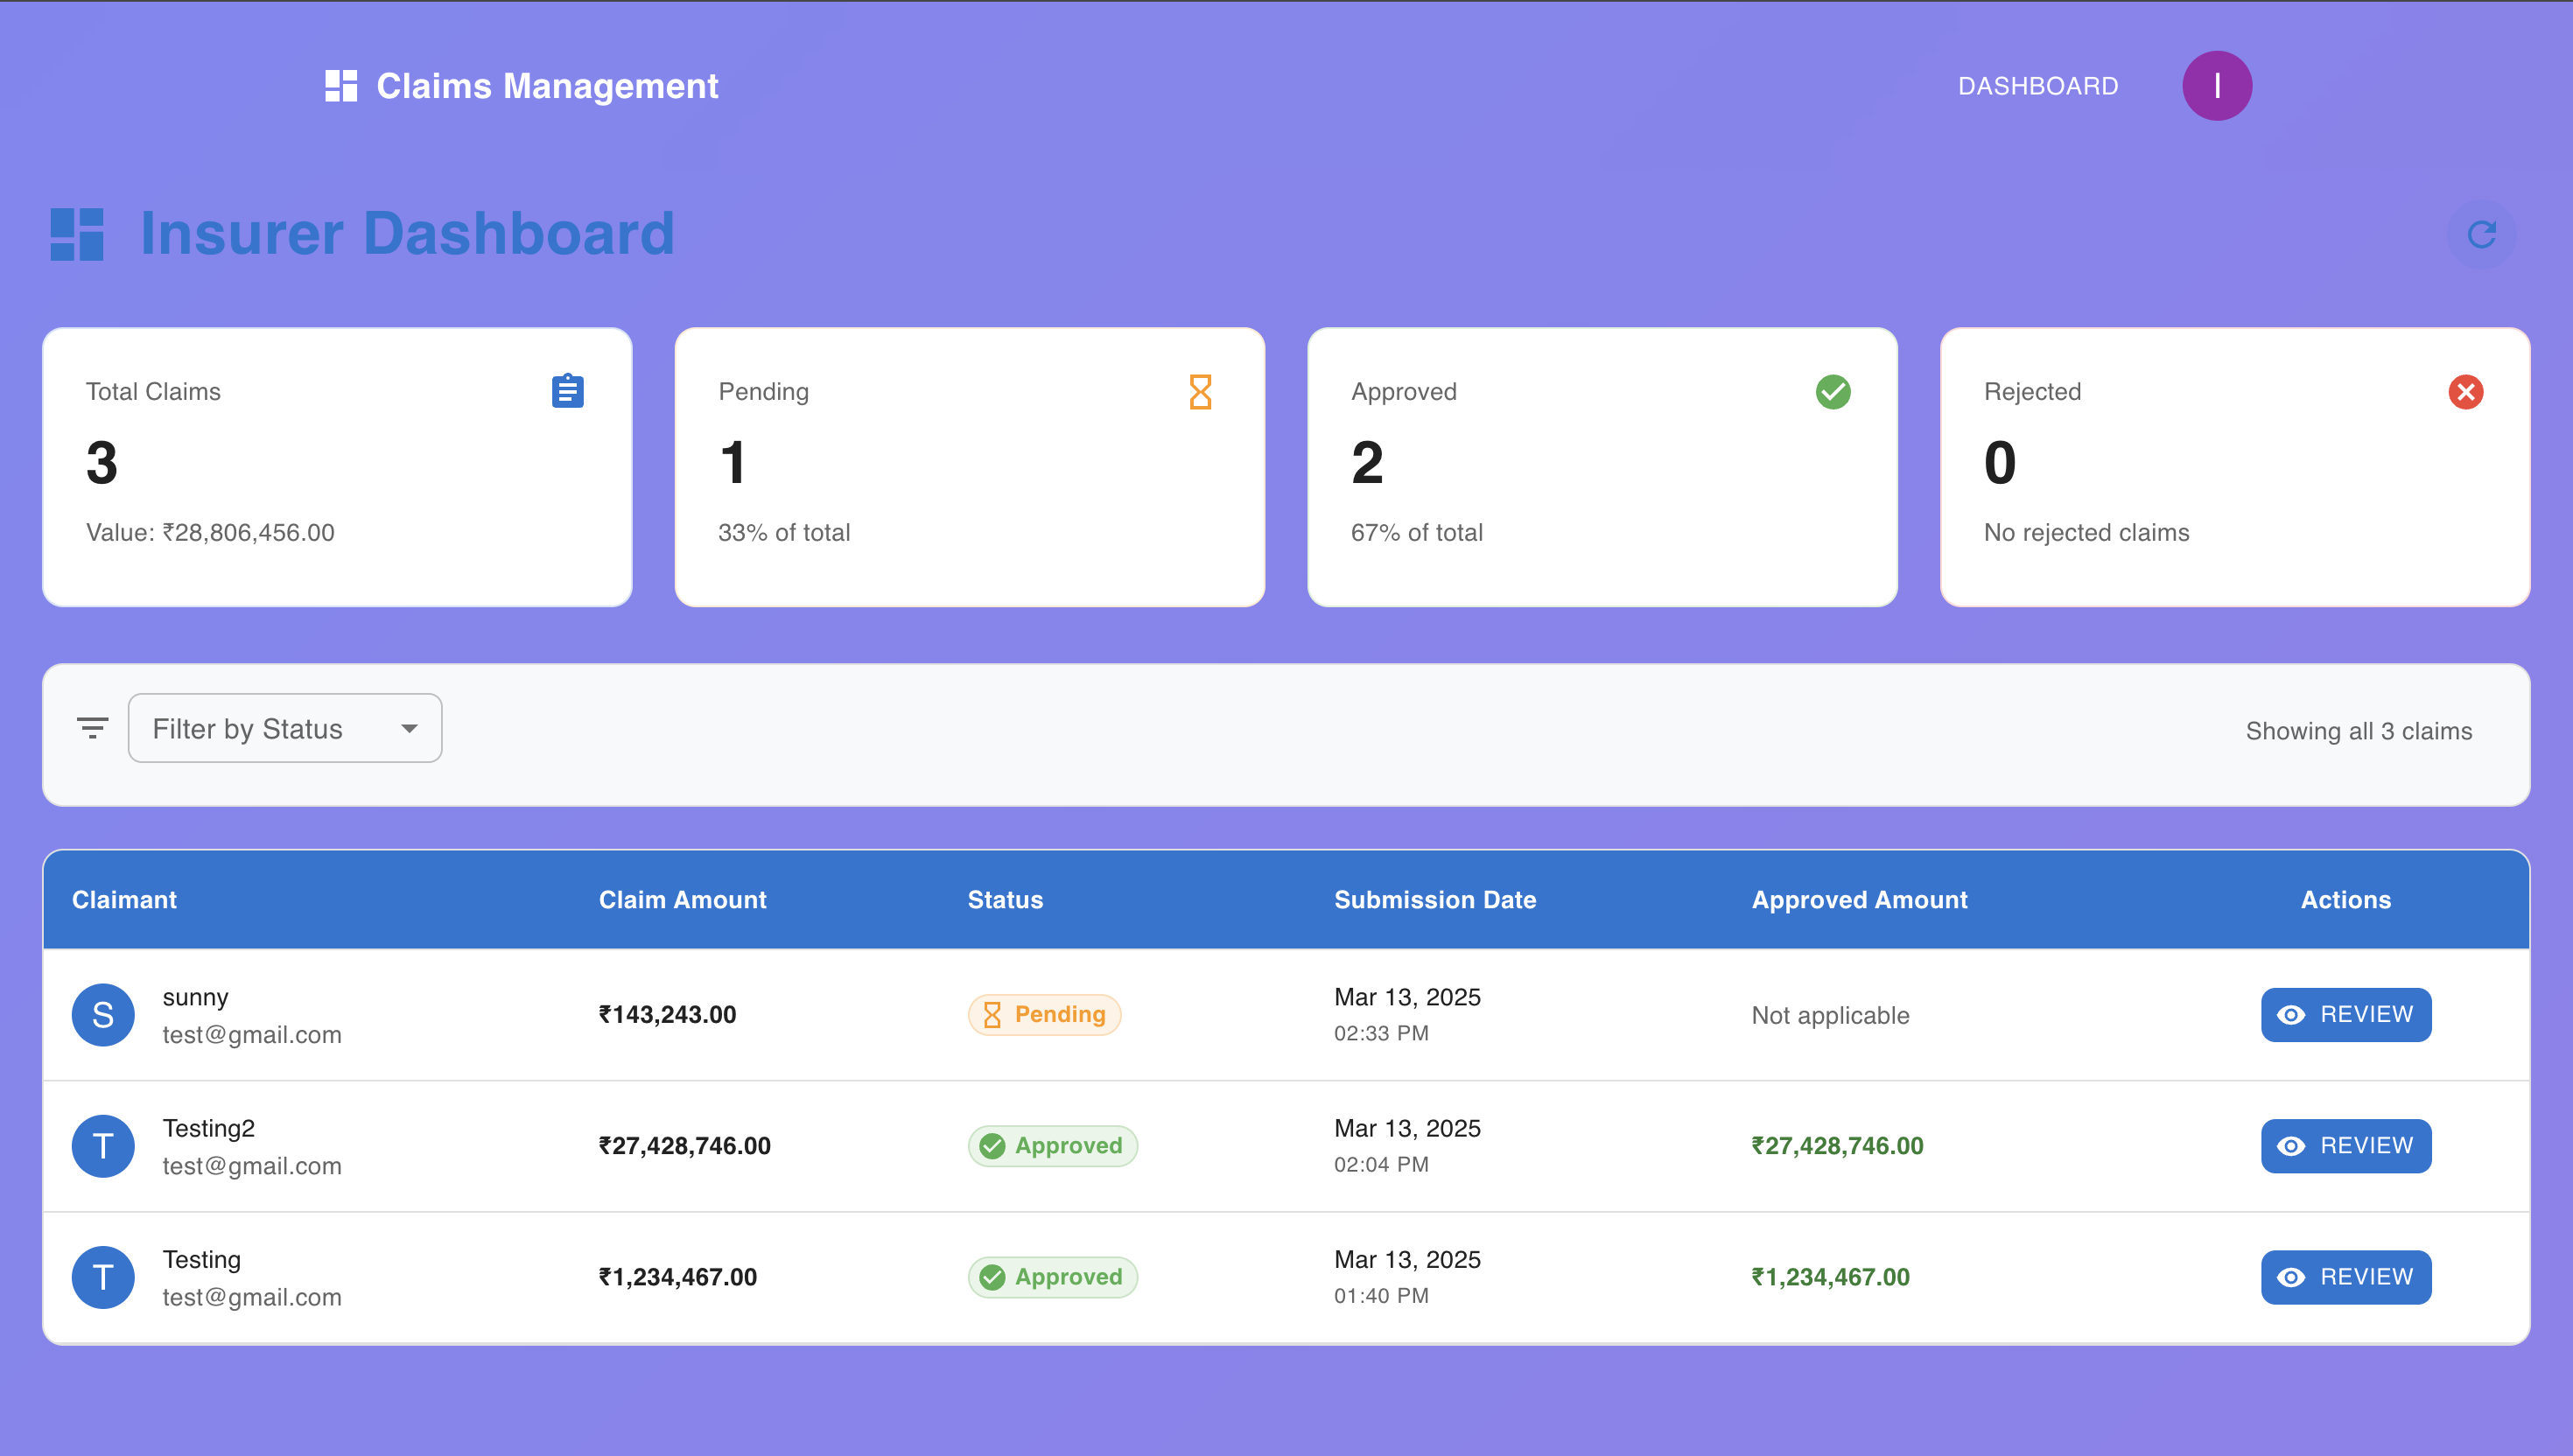 Claims Management
DASHBOARD
I
Insurer Dashboard
Total Claims
3
Value: ₹28,806,456.00
Pending
1
33% of total
Approved
2
67% of total
Rejected
0
No rejected claims
Filter by Status
Showing all 3 claims
Claimant Claim Amount Status Submission Date Approved Amount Actions
S sunny test@gmail.com ₹143,243.00 Pending Mar 13, 2025 02:33 PM Not applicable REVIEW
T Testing2 test@gmail.com ₹27,428,746.00 Approved Mar 13, 2025 02:04 PM ₹27,428,746.00 REVIEW
T Testing test@gmail.com ₹1,234,467.00 Approved Mar 13, 2025 01:40 PM ₹1,234,467.00 REVIEW